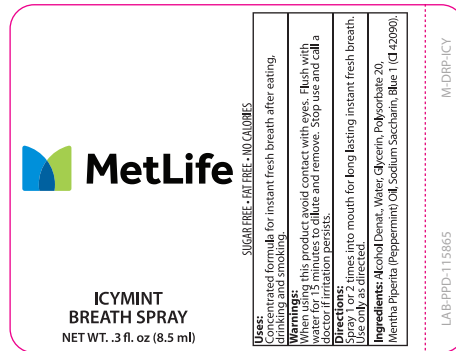 MetLife
ICYMINT
BREATH SPRAY
NET WT. .3 fl. oz (8.5 ml)
SUGAR FREE • FAT FREE • NO CALORIES
Uses:
Concentrated formula for instant fresh breath after eating,
drinking and smoking.
Warnings:
When using this product avoid contact with eyes. Flush with
water for 15 minutes to dilute and remove. Stop use and call a
doctor if irritation persists.
Directions:
Spray 1 or 2 times into mouth for long lasting instant fresh breath.
Use only as directed.
Ingredients: Alcohol Denat, Water, Glycerin, Polysorbate 20,
Mentha Piperita (Peppermint) Oil, Sodium Saccharin, Blue 1 (CI 42090).
LAB-PPD-115865
M-DRP-ICY